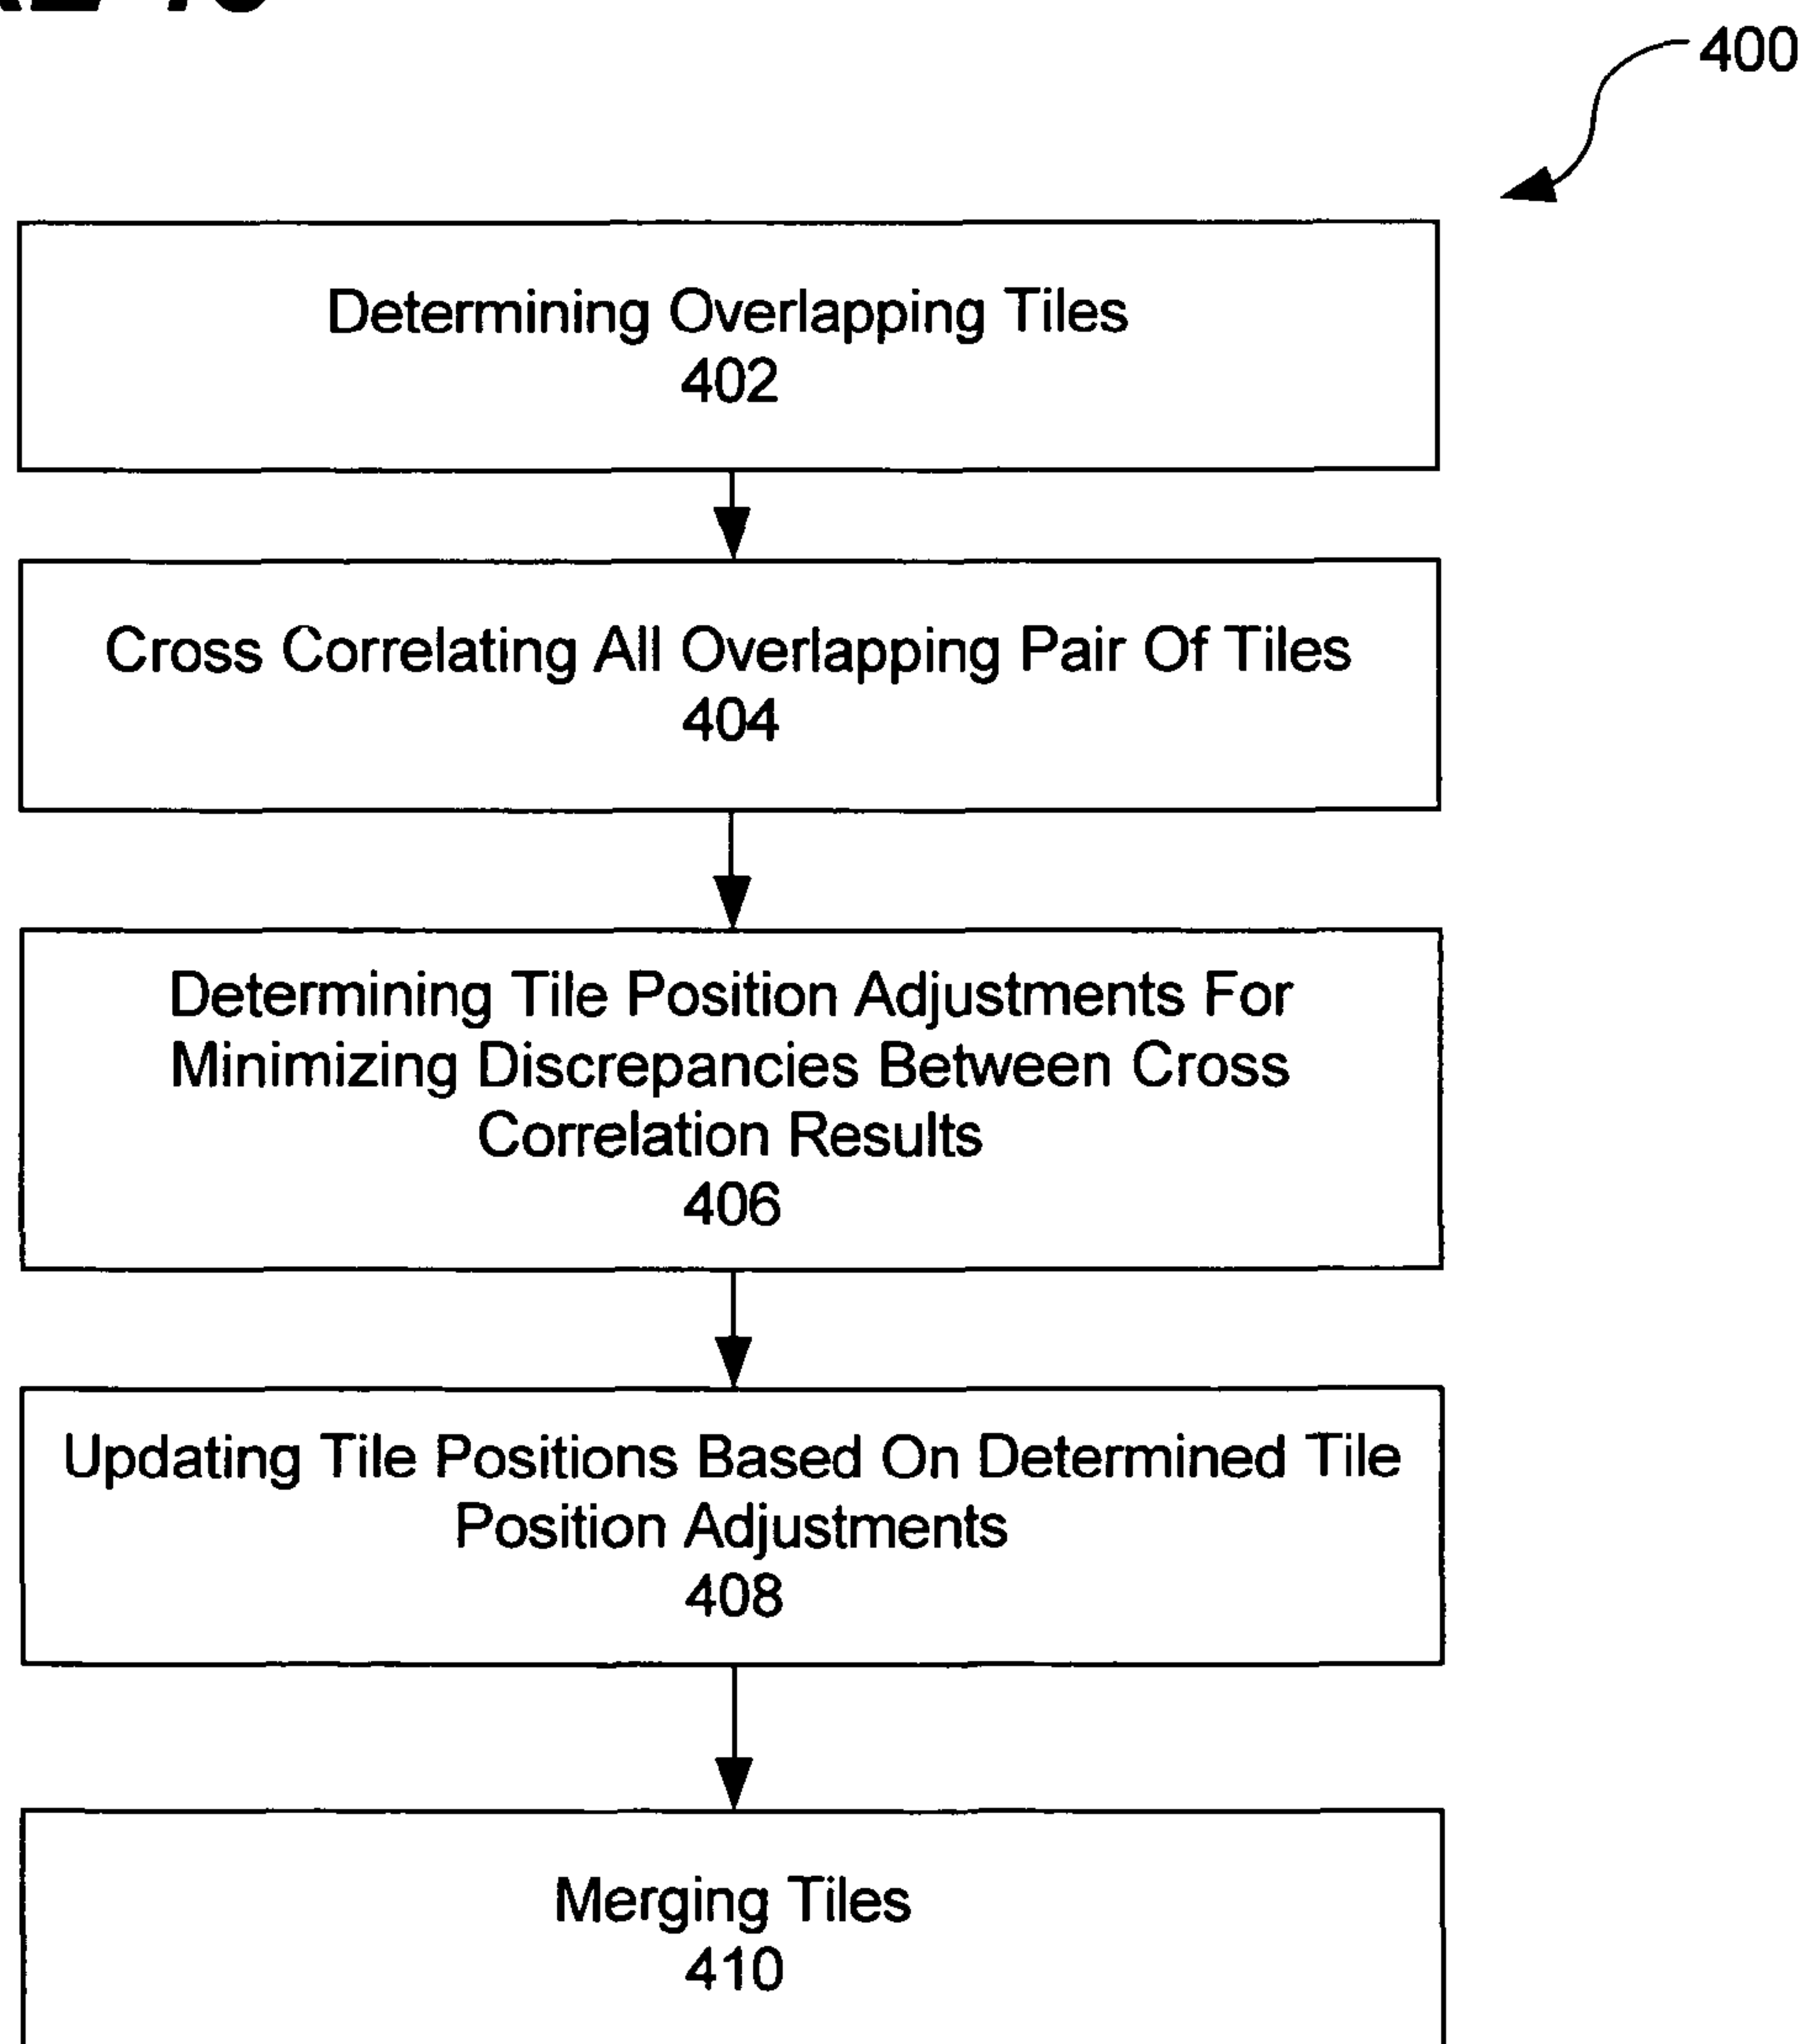 400
Determining Overlapping Tiles
402
Cross Correlating All Overlapping Pair Of Tiles
404
Determining Tile Position Adjustments For
Minimizing Discrepancies Between Cross
Correlation Results
406
Updating Tile Positions Based On Determined Tile
Position Adjustments
408
Merging Tiles
410